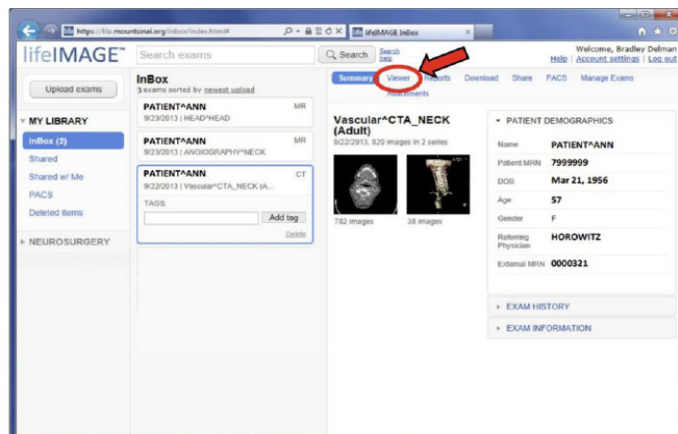 https://lila.mountsinai.org/inbox/index.html#
lifeIMAGE InBox
lifeIMAGE™
Search exams
Search
Search help
Welcome, Bradley Delman
Help | Account settings | Log out
Upload exams
MY LIBRARY
InBox (2)
Shared
Shared w/ Me
PACS
Deleted Items
NEUROSURGERY
InBox
3 exams sorted by newest upload
PATIENT^ANN MR
9/23/2013 | HEAD^HEAD
PATIENT^ANN MR
9/23/2013 | ANGIOGRAPHY^NECK
PATIENT^ANN CT
9/22/2013 | Vascular^CTA_NECK (A...
TAGS:
Add tag
Delete
Summary Viewer Reports Download Share PACS Manage Exams
Attachments
Vascular^CTA_NECK
(Adult)
9/22/2013, 820 images in 2 series
782 images 38 images
PATIENT DEMOGRAPHICS
Name PATIENT^ANN
Patient MRN 7999999
DOB Mar 21, 1956
Age 57
Gender F
Referring Physician HOROWITZ
External MRN 0000321
EXAM HISTORY
EXAM INFORMATION